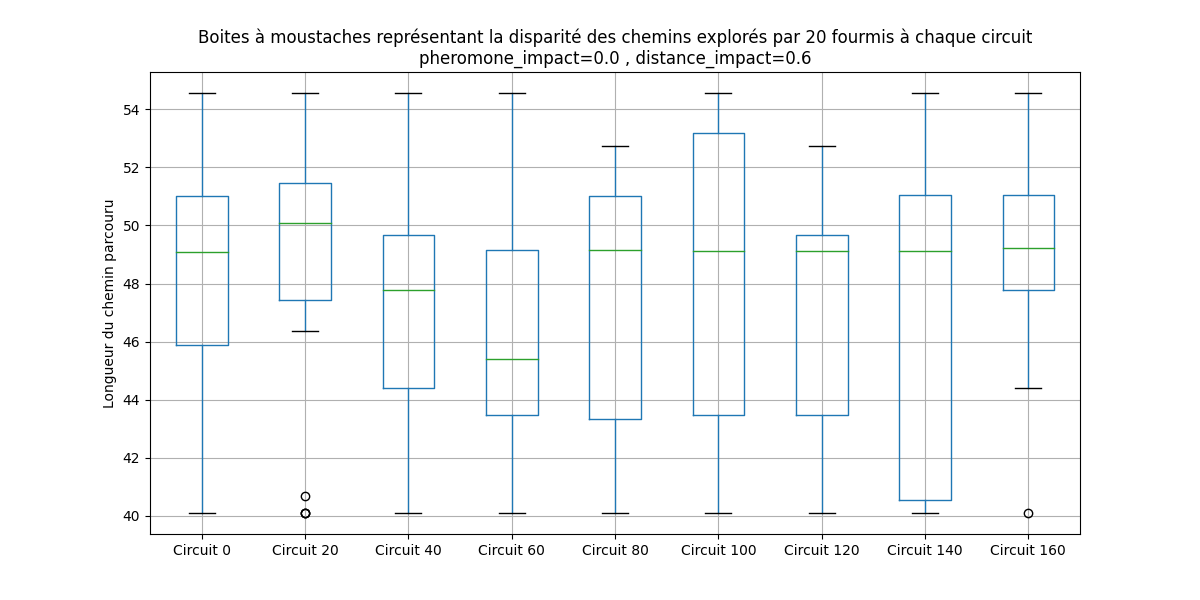 Boites à moustaches représentant la disparité des chemins explorés par 20 fourmis à chaque circuit
pheromone_impact=0.0 , distance_impact=0.6
Longueur du chemin parcouru
54
52
50
48
46
44
42
40
Circuit 0 Circuit 20 Circuit 40 Circuit 60 Circuit 80 Circuit 100 Circuit 120 Circuit 140 Circuit 160